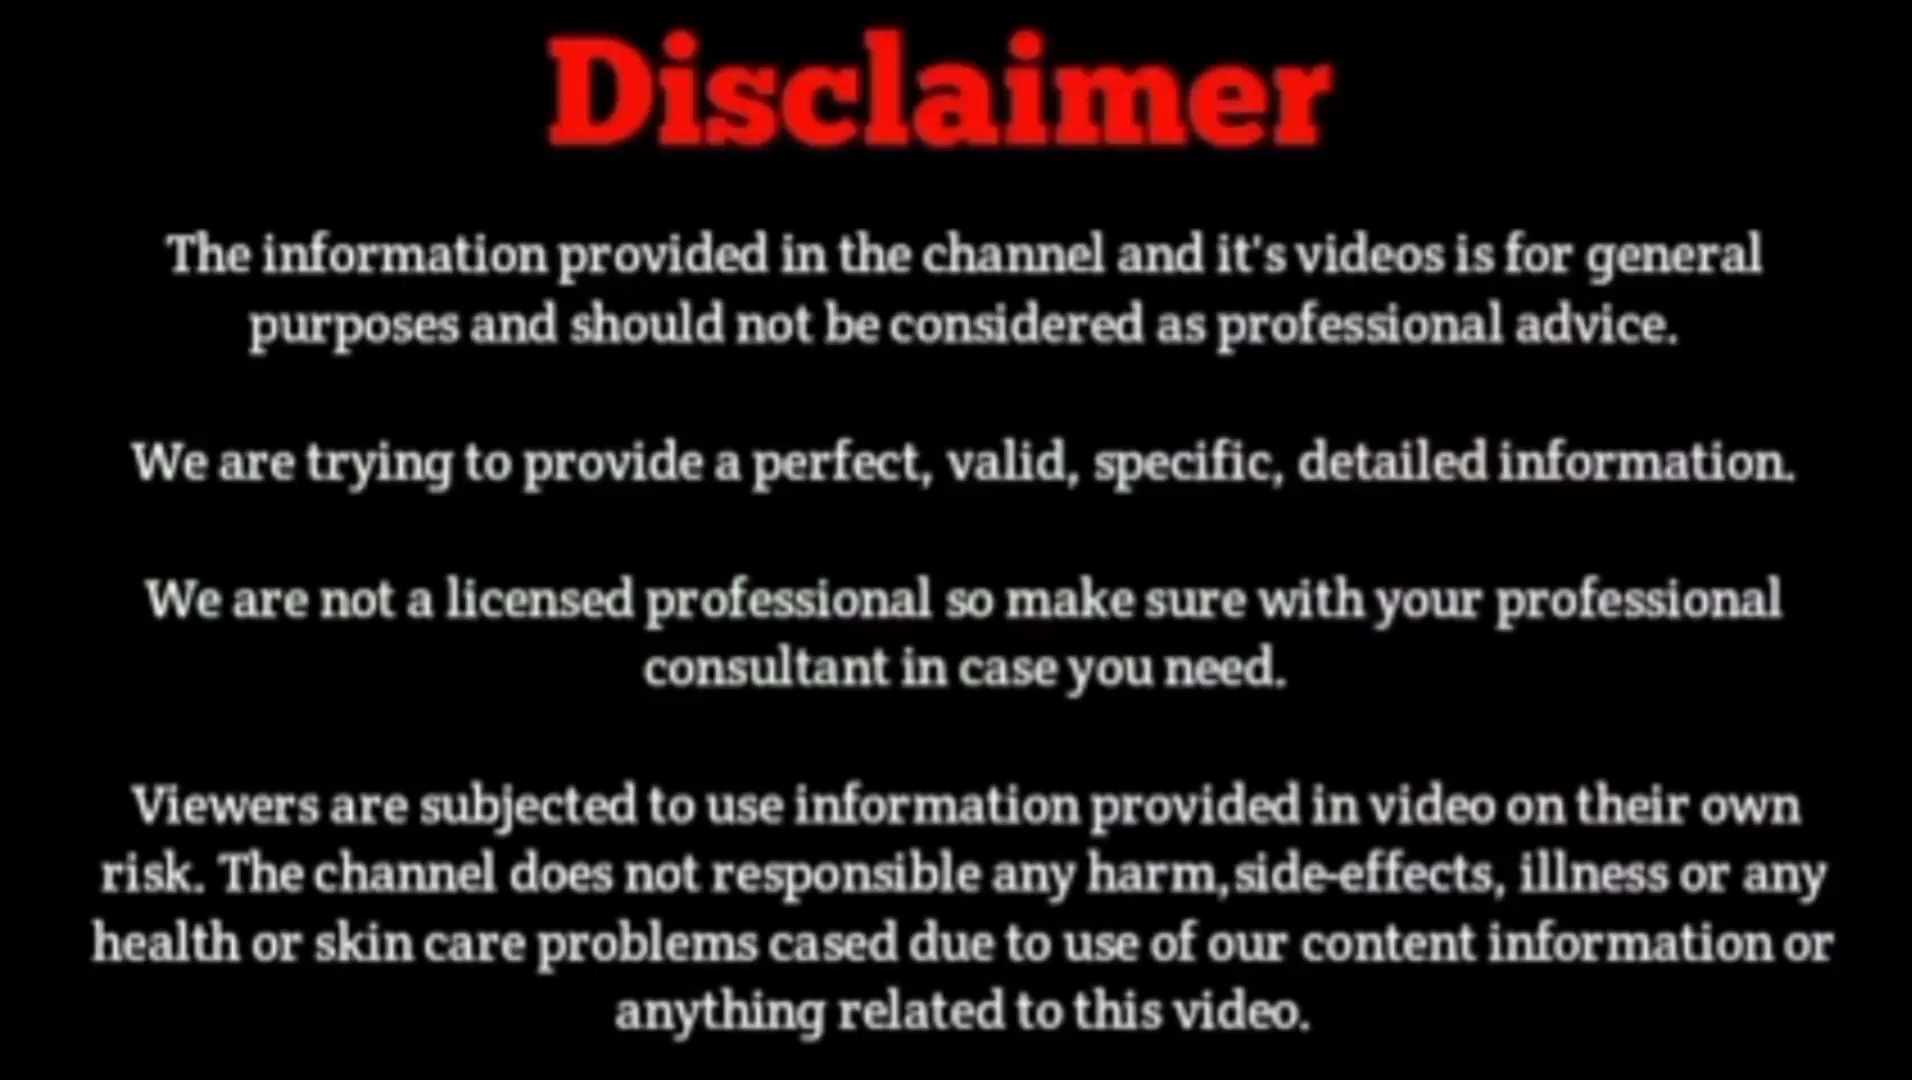 Disclaimer
The information provided in the channel and it's videos is for general
purposes and should not be considered as professional advice.
We are trying to provide a perfect, valid, specific, detailed information.
We are not a licensed professional so make sure with your professional
consultant in case you need.
Viewers are subjected to use information provided in video on their own
risk. The channel does not responsible any harm,side-effects, illness or any
health or skin care problems cased due to use of our content information or
anything related to this video.